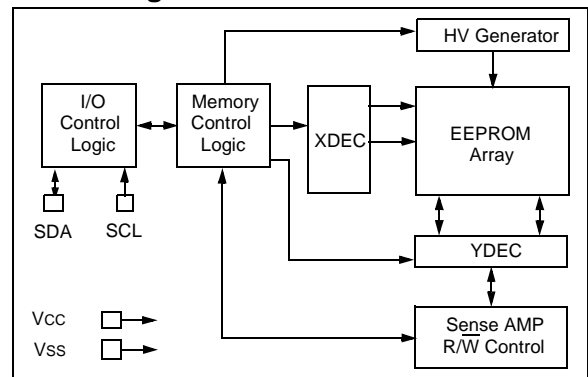 HV Generator
I/O
Control
Logic
Memory
Control
Logic
XDEC
EEPROM
Array
SDA
SCL
YDEC
Vcc
Vss
Sense AMP
R/W̅ Control